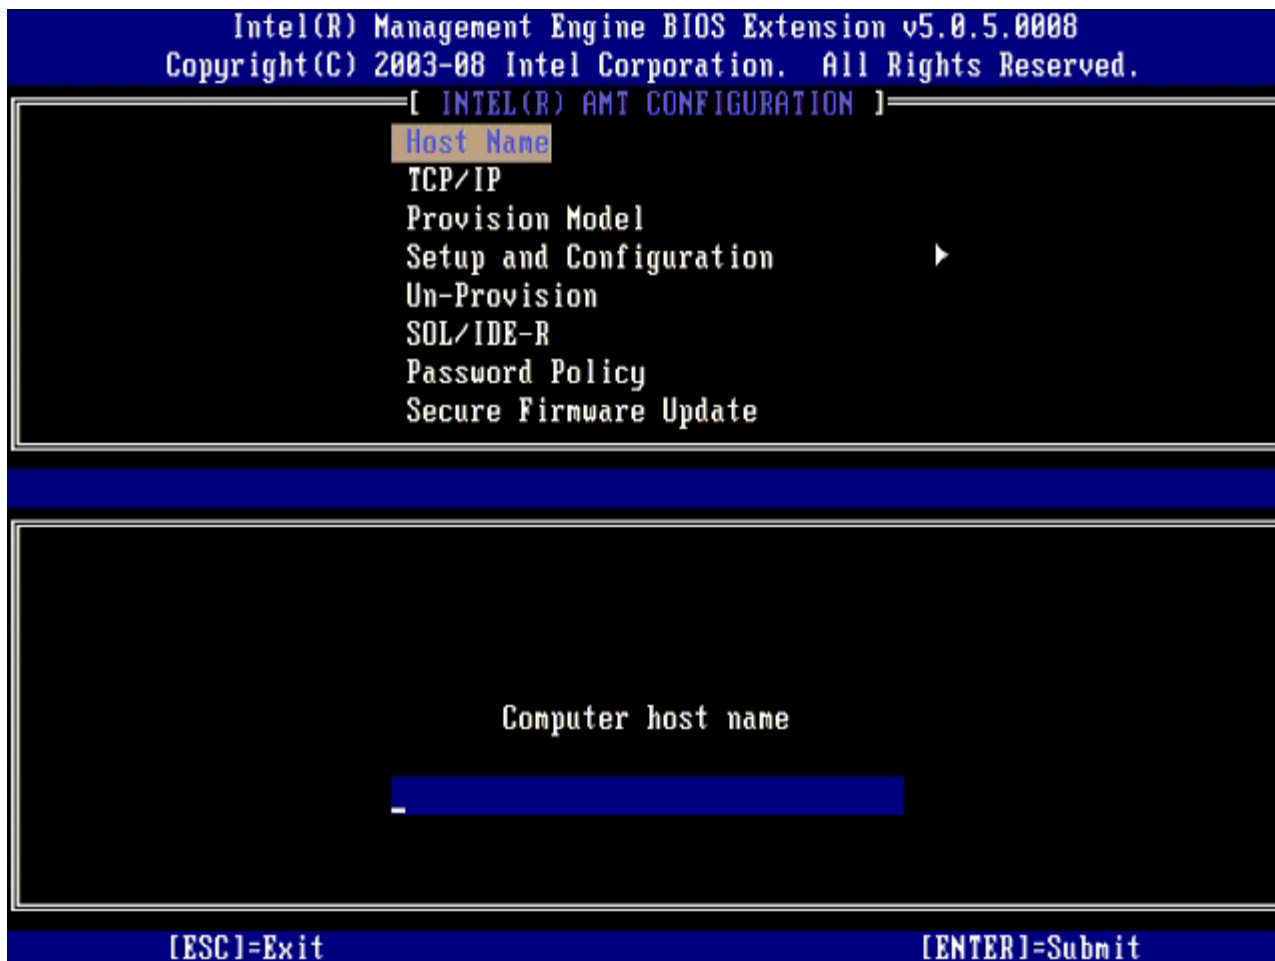 Intel(R) Management Engine BIOS Extension v5.0.5.0008
Copyright(C) 2003-08 Intel Corporation.  All Rights Reserved.
[ INTEL(R) AMT CONFIGURATION ]
Host Name
TCP/IP
Provision Model
Setup and Configuration ►
Un-Provision
SOL/IDE-R
Password Policy
Secure Firmware Update
Computer host name
_
[ESC]=Exit [ENTER]=Submit